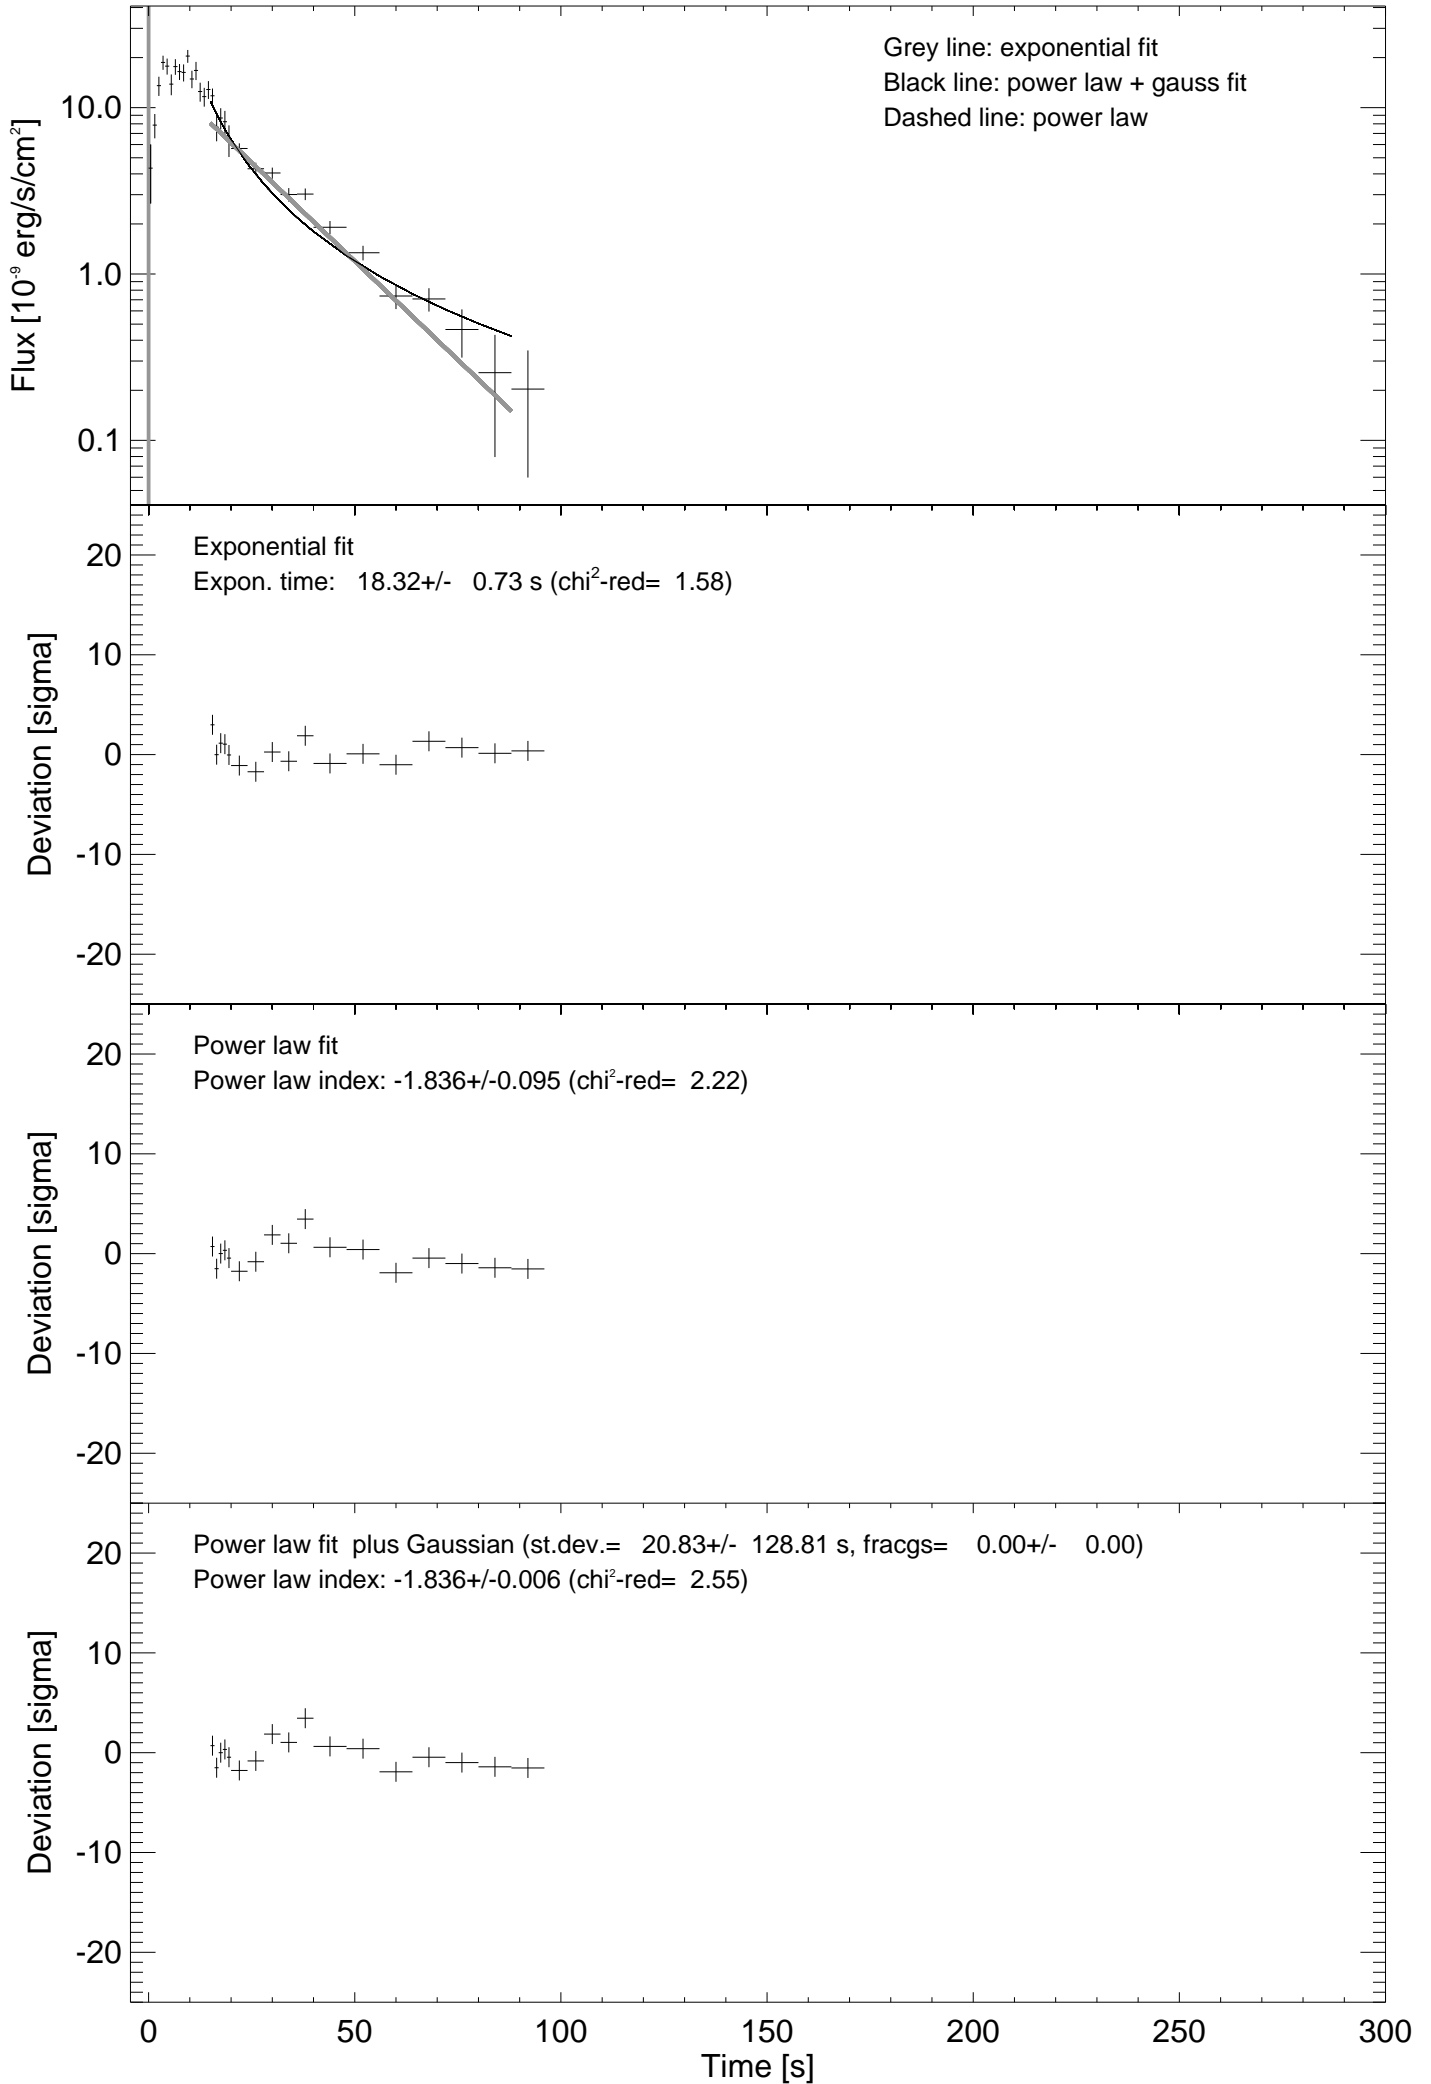 Grey line: exponential fit
Black line: power law + gauss fit
Dashed line: power law
Flux [10⁻⁹ erg/s/cm²]
10.0
1.0
0.1
Exponential fit
Expon. time: 18.32+/- 0.73 s (chi²-red= 1.58)
Deviation [sigma]
20
10
0
-10
-20
Power law fit
Power law index: -1.836+/-0.095 (chi²-red= 2.22)
Deviation [sigma]
20
10
0
-10
-20
Power law fit plus Gaussian (st.dev.= 20.83+/- 128.81 s, fracgs= 0.00+/- 0.00)
Power law index: -1.836+/-0.006 (chi²-red= 2.55)
Deviation [sigma]
20
10
0
-10
-20
0 50 100 150 200 250 300
Time [s]